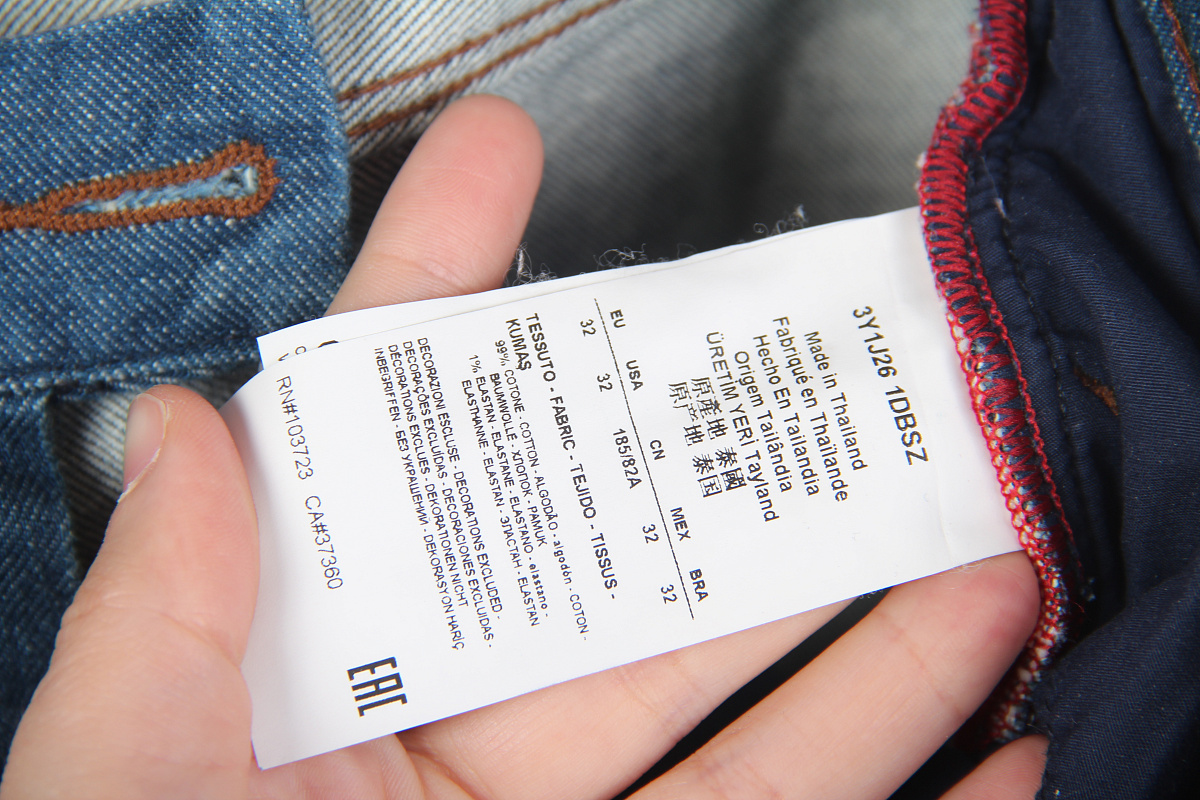 3Y1J26 1DBSZ
Made in Thailand
Fabriqué en Thaïlande
Hecho En Tailandia
Origem Tailândia
ÜRETIM YERI Tayland
原產地 泰國
原产地 泰国
EU USA CN MEX BRA
32 32 185/82A 32 32
TESSUTO - FABRIC - TEJIDO - TISSUS -
KUMAŞ
99% COTONE - COTTON - ALGODÃO - algodón - COTON -
BAUMWOLLE - ХЛОПОК - PAMUK
1% ELASTAN - ELASTANE - ELASTANO - elastano -
ELASTHANNE - ELASTAN - ЭЛАСТАН - ELASTAN
DECORAZIONI ESCLUSE - DECORATIONS EXCLUDED -
DECORAÇÕES EXCLUÍDAS - DECORACIONES EXCLUIDAS -
DÉCORATIONS EXCLUES - DEKORATIONEN NICHT
INBEGRIFFEN - БЕЗ УКРАШЕНИИ - DEKORASYON HARİÇ
RN#103723 CA#37360
EAC